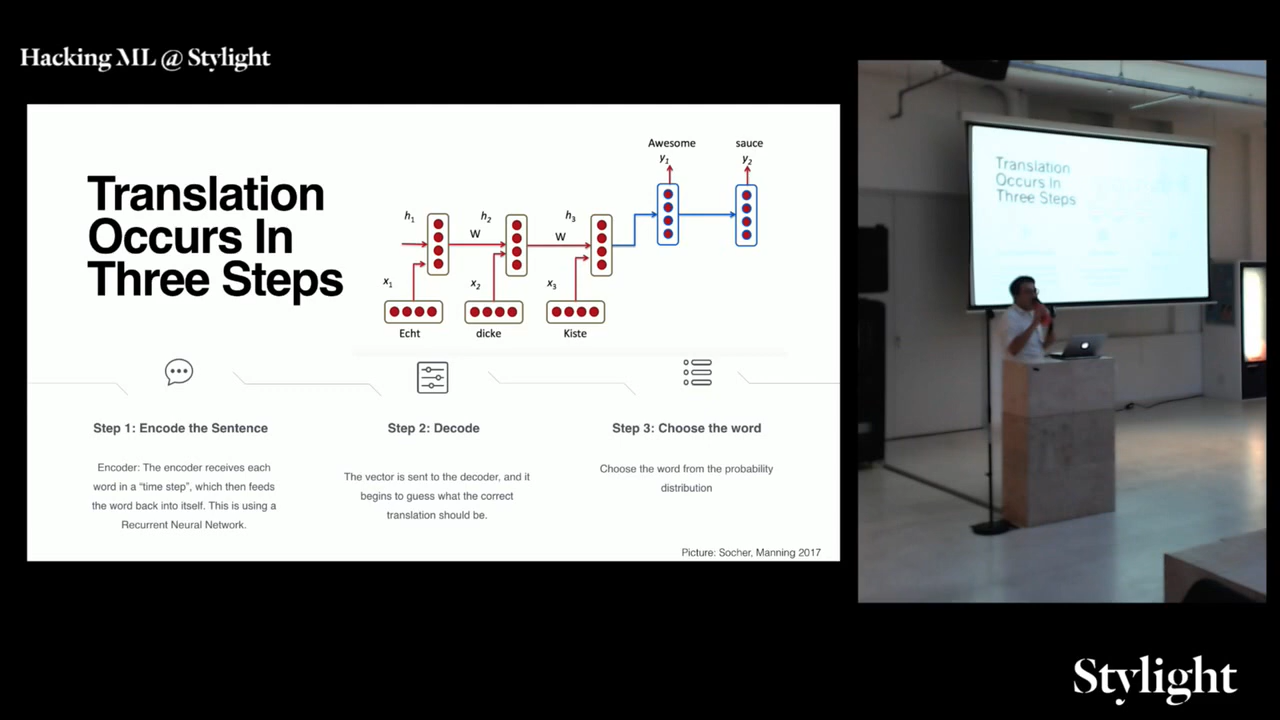 Hacking ML @ Stylight
Translation
Occurs In
Three Steps
Awesome
sauce
y1
y2
h1
h2
h3
W
W
x1
x2
x3
Echt
dicke
Kiste
Step 1: Encode the Sentence
Encoder: The encoder receives each
word in a “time step”, which then feeds
the word back into itself. This is using a
Recurrent Neural Network.
Step 2: Decode
The vector is sent to the decoder, and it
begins to guess what the correct
translation should be.
Step 3: Choose the word
Choose the word from the probability
distribution
Picture: Socher, Manning 2017
Translation
Occurs In
Three Steps
Stylight